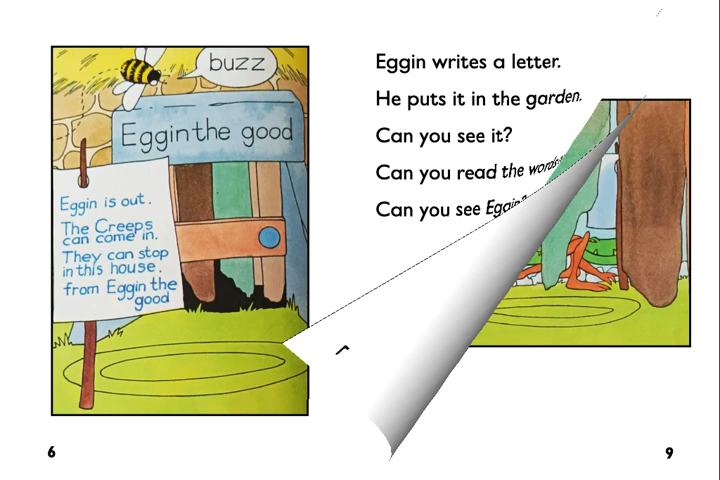 buzz
Eggin the good
Eggin is out.
The Creeps
can come in.
They can stop
in this house.
from Eggin the
good
Eggin writes a letter.
He puts it in the garden.
Can you see it?
Can you read the words?
Can you see Eggin?
6
9